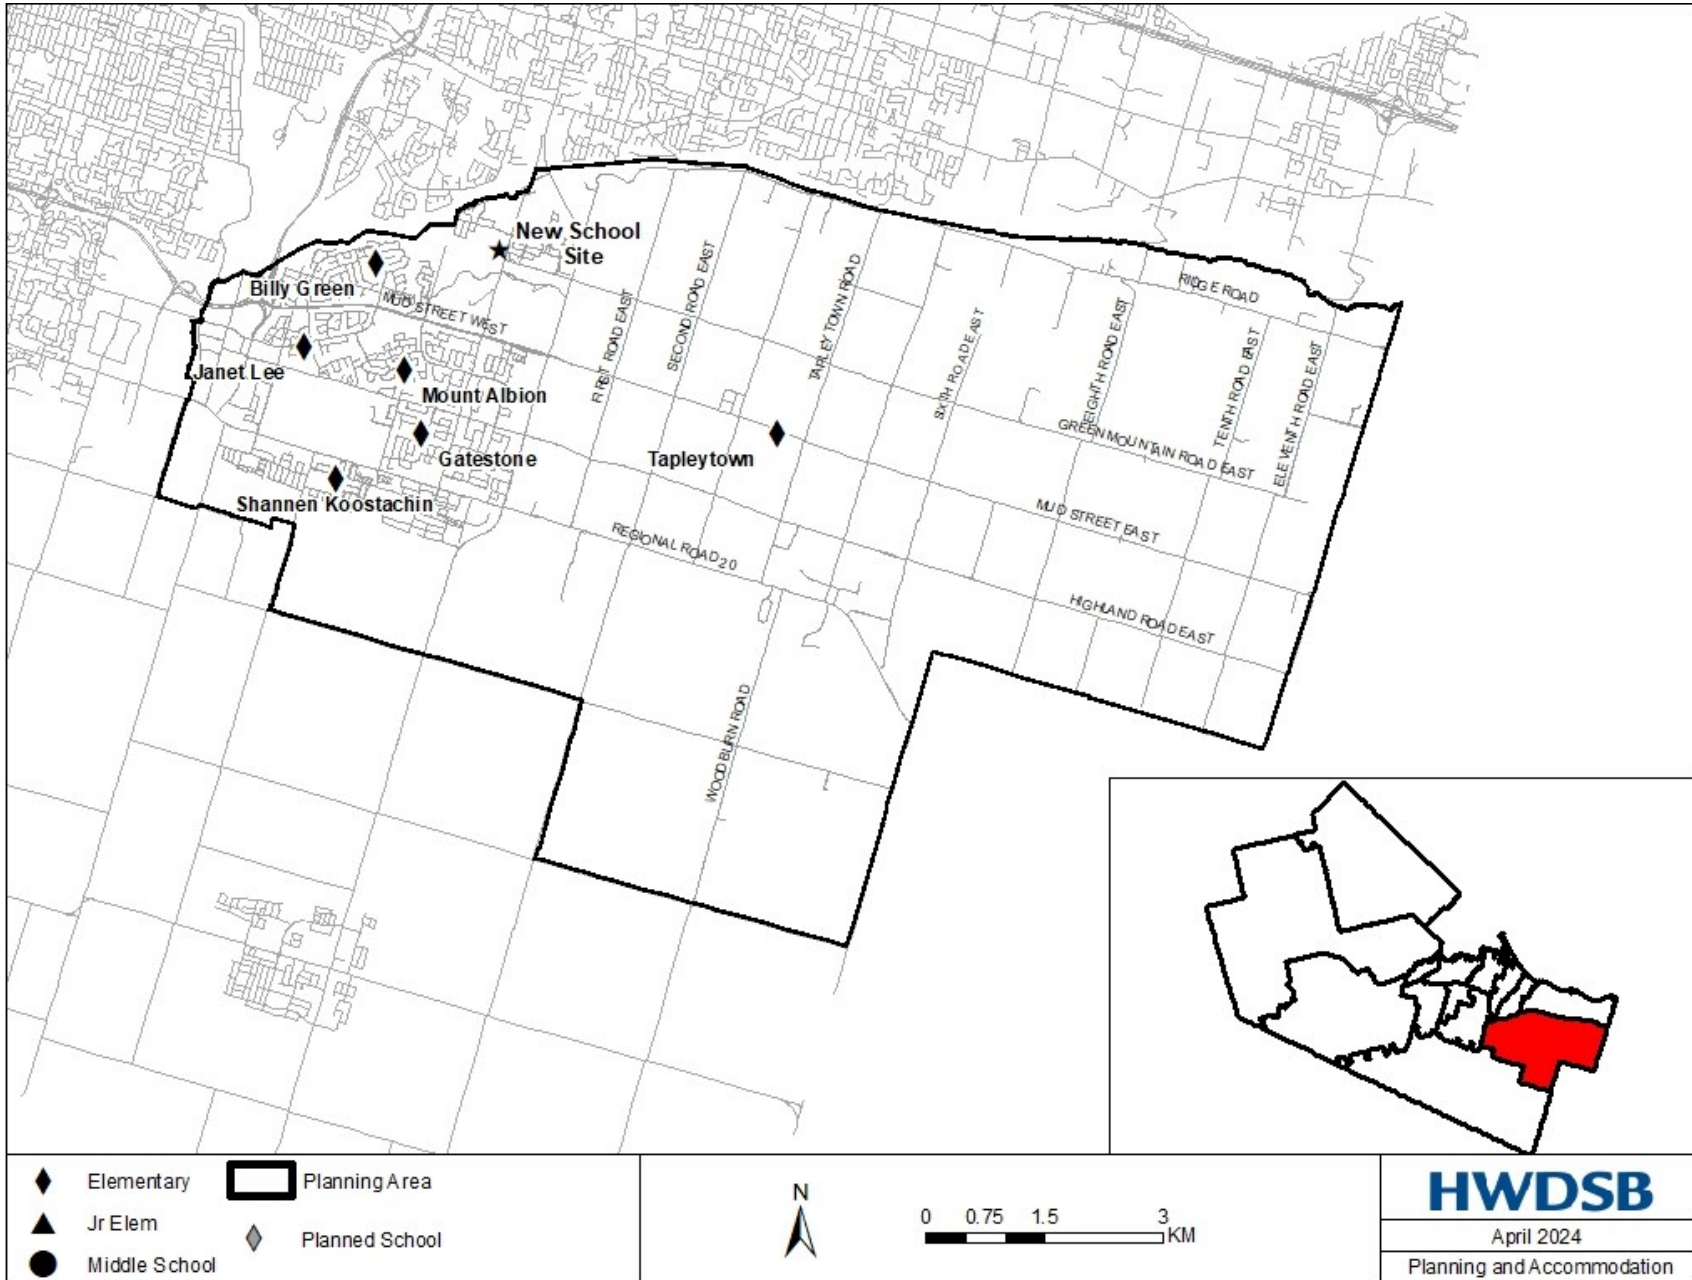 New School
Site
Billy Green
MUD STREET WEST
Janet Lee
Mount Albion
Gatestone
Shannen Koostachin
Tapleytown
FIRST ROAD EAST
SECOND ROAD EAST
TAPLEYTOWN ROAD
SIXTH ROAD EAST
EIGHTH ROAD EAST
TENTH ROAD EAST
ELEVENTH ROAD EAST
RIDGE ROAD
GREEN MOUNTAIN ROAD EAST
MUD STREET EAST
HIGHLAND ROAD EAST
REGIONAL ROAD 20
WOODBURN ROAD
Elementary
Planning Area
Jr Elem
Planned School
Middle School
N
0 0.75 1.5 3
KM
HWDSB
April 2024
Planning and Accommodation